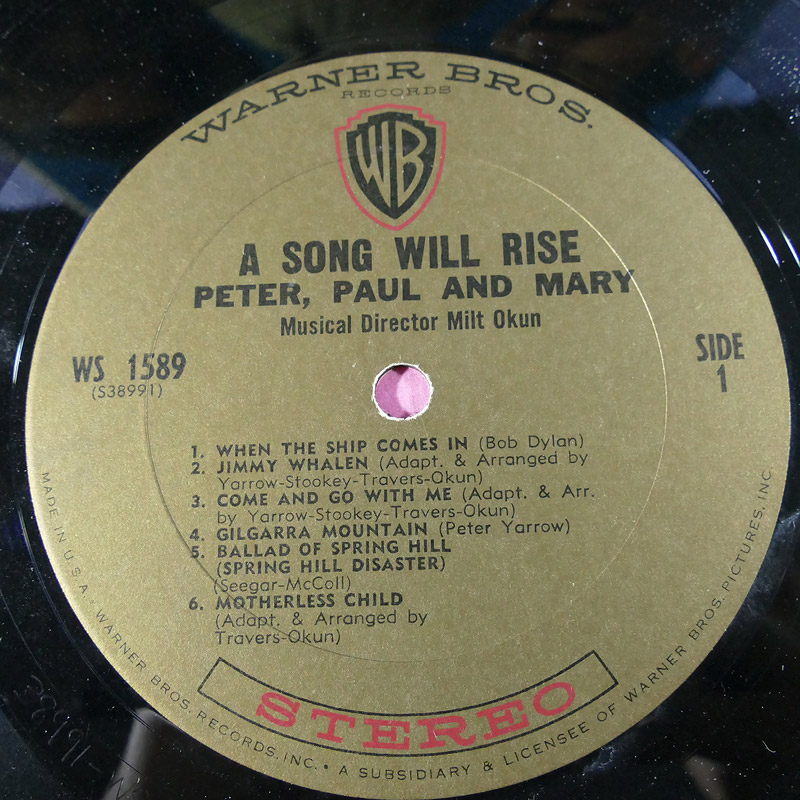 WARNER BROS.
RECORDS
WB
A SONG WILL RISE
PETER, PAUL AND MARY
Musical Director Milt Okun
WS 1589
(S38991)
SIDE
1
1. WHEN THE SHIP COMES IN (Bob Dylan)
2. JIMMY WHALEN (Adapt. & Arranged by
Yarrow-Stookey-Travers-Okun)
3. COME AND GO WITH ME (Adapt. & Arr.
by Yarrow-Stookey-Travers-Okun)
4. GILGARRA MOUNTAIN (Peter Yarrow)
5. BALLAD OF SPRING HILL
(SPRING HILL DISASTER)
(Seegar-McColl)
6. MOTHERLESS CHILD
(Adapt. & Arranged by
Travers-Okun)
STEREO
MADE IN U.S.A. • WARNER BROS. RECORDS, INC. • A SUBSIDIARY & LICENSEE OF WARNER BROS. PICTURES, INC.